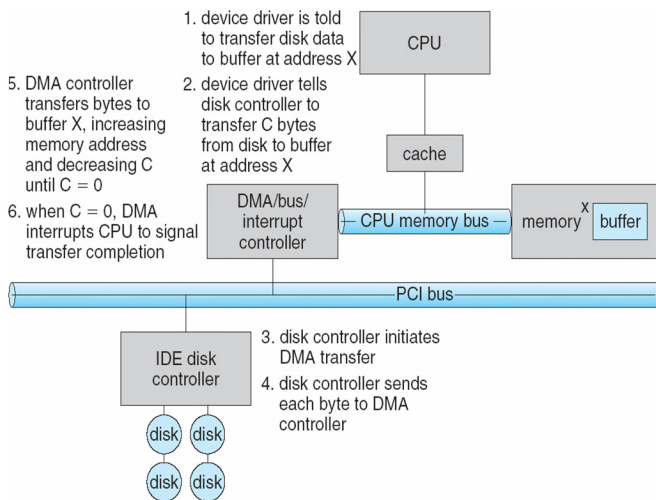 1. device driver is told
to transfer disk data
to buffer at address X
CPU
5. DMA controller
transfers bytes to
buffer X, increasing
memory address
and decreasing C
until C = 0
2. device driver tells
disk controller to
transfer C bytes
from disk to buffer
at address X
cache
6. when C = 0, DMA
interrupts CPU to signal
transfer completion
DMA/bus/
interrupt
controller
CPU memory bus
memory
X
buffer
PCI bus
IDE disk
controller
3. disk controller initiates
DMA transfer
4. disk controller sends
each byte to DMA
controller
disk
disk
disk
disk